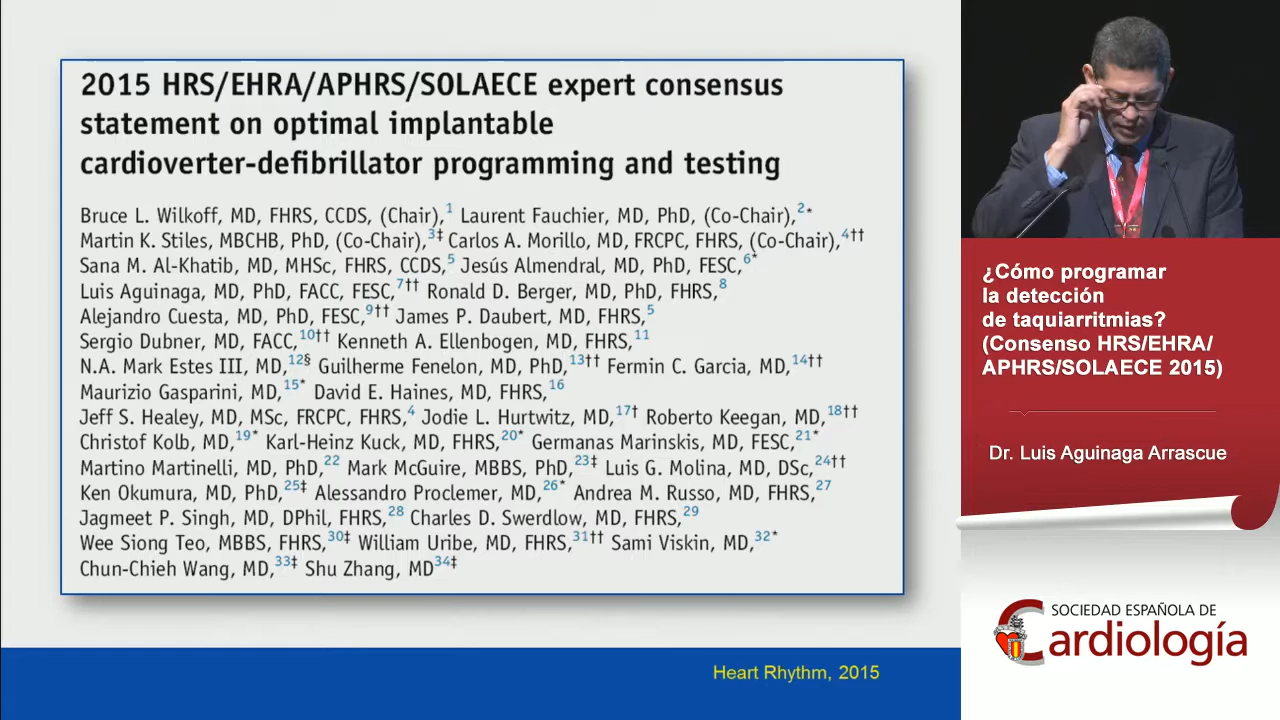 2015 HRS/EHRA/APHRS/SOLAECE expert consensus
statement on optimal implantable
cardioverter-defibrillator programming and testing
Bruce L. Wilkoff, MD, FHRS, CCDS, (Chair),1 Laurent Fauchier, MD, PhD, (Co-Chair),2*
Martin K. Stiles, MBCHB, PhD, (Co-Chair),3‡ Carlos A. Morillo, MD, FRCPC, FHRS, (Co-Chair),4††
Sana M. Al-Khatib, MD, MHSc, FHRS, CCDS,5 Jesús Almendral, MD, PhD, FESC,6*
Luis Aguinaga, MD, PhD, FACC, FESC,7†† Ronald D. Berger, MD, PhD, FHRS,8
Alejandro Cuesta, MD, PhD, FESC,9†† James P. Daubert, MD, FHRS,5
Sergio Dubner, MD, FACC,10†† Kenneth A. Ellenbogen, MD, FHRS,11
N.A. Mark Estes III, MD,12§ Guilherme Fenelon, MD, PhD,13†† Fermin C. Garcia, MD,14††
Maurizio Gasparini, MD,15* David E. Haines, MD, FHRS,16
Jeff S. Healey, MD, MSc, FRCPC, FHRS,4 Jodie L. Hurtwitz, MD,17† Roberto Keegan, MD,18††
Christof Kolb, MD,19* Karl-Heinz Kuck, MD, FHRS,20* Germanas Marinskis, MD, FESC,21*
Martino Martinelli, MD, PhD,22 Mark McGuire, MBBS, PhD,23‡ Luis G. Molina, MD, DSc,24††
Ken Okumura, MD, PhD,25‡ Alessandro Proclemer, MD,26* Andrea M. Russo, MD, FHRS,27
Jagmeet P. Singh, MD, DPhil, FHRS,28 Charles D. Swerdlow, MD, FHRS,29
Wee Siong Teo, MBBS, FHRS,30‡ William Uribe, MD, FHRS,31†† Sami Viskin, MD,32*
Chun-Chieh Wang, MD,33‡ Shu Zhang, MD34‡
Heart Rhythm, 2015
¿Cómo programar
la detección
de taquiarritmias?
(Consenso HRS/EHRA/
APHRS/SOLAECE 2015)
Dr. Luis Aguinaga Arrascue
SOCIEDAD ESPAÑOLA DE
Cardiología